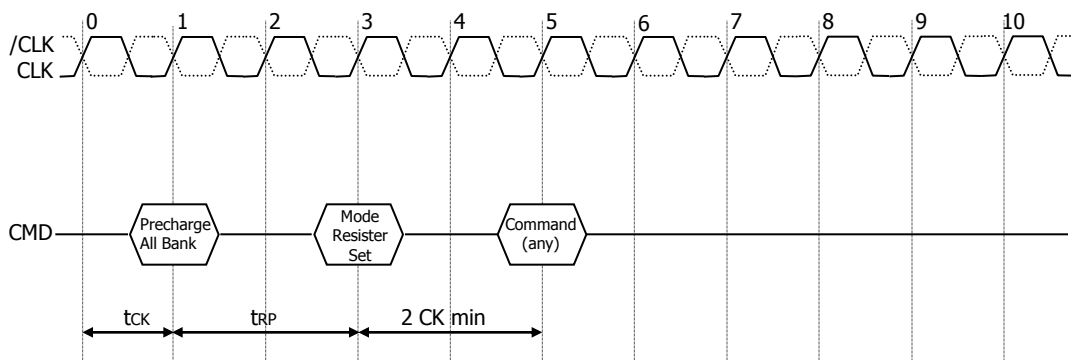 0 1 2 3 4 5 6 7 8 9 10
/CLK
CLK
CMD
Precharge
All Bank
Mode
Resister
Set
Command
(any)
tCK
tRP
2 CK min